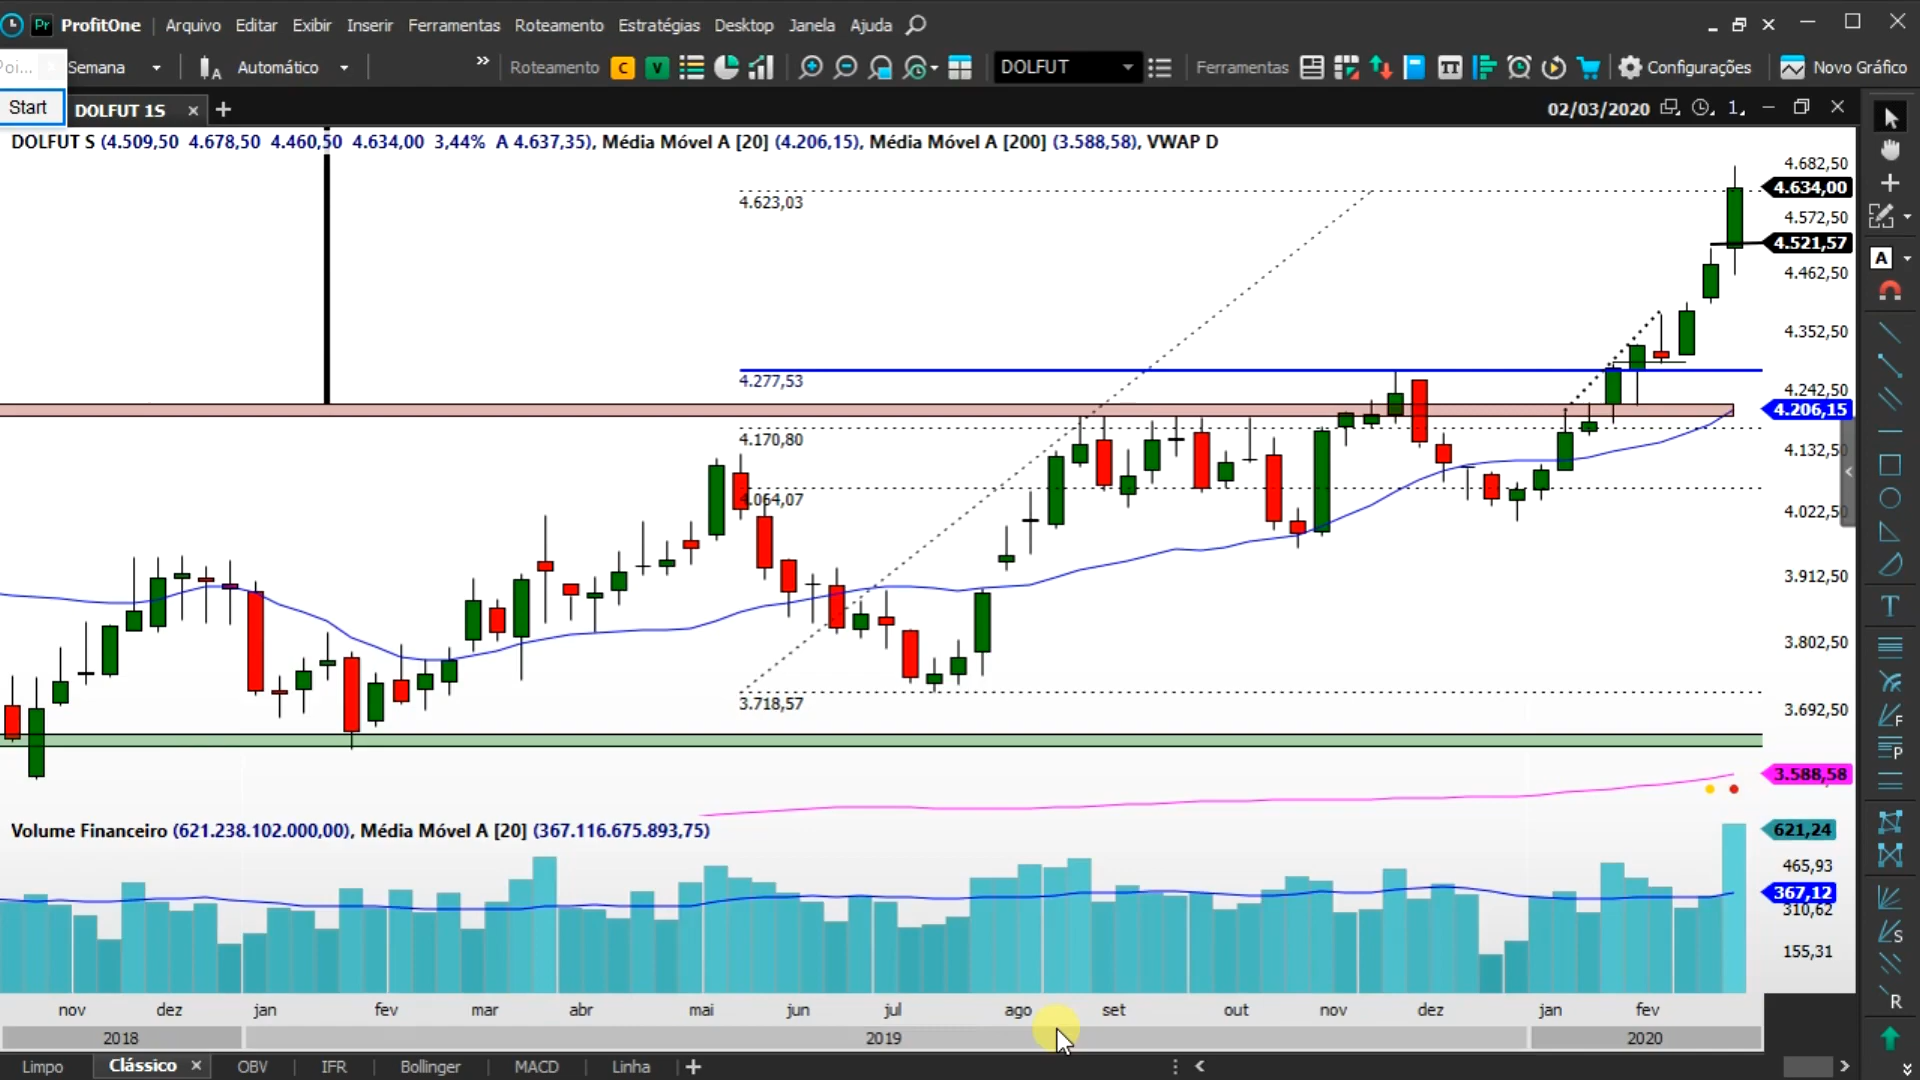 Pr ProfitOne Arquivo Editar Exibir Inserir Ferramentas Roteamento Estratégias Desktop Janela Ajuda
Poi... Semana A Automático » Roteamento C V DOLFUT Ferramentas TT Configurações Novo Gráfico
Start DOLFUT 1S × + 02/03/2020 1
DOLFUT S (4.509,50 4.678,50 4.460,50 4.634,00 3,44% A 4.637,35), Média Móvel A [20] (4.206,15), Média Móvel A [200] (3.588,58), VWAP D
4.682,50
4.634,00
4.623,03
4.572,50
4.521,57
A
4.462,50
4.352,50
4.277,53
4.242,50
4.206,15
4.170,80
4.132,50
4.064,07
4.022,50
3.912,50
T
3.802,50
3.718,57
3.692,50
F
P
3.588,58
Volume Financeiro (621.238.102.000,00), Média Móvel A [20] (367.116.675.893,75)
621,24
465,93
367,12
310,62
S
155,31
R
nov dez jan fev mar abr mai jun jul ago set out nov dez jan fev
2018 2019 2020
Limpo Clássico × OBV IFR Bollinger MACD Linha +